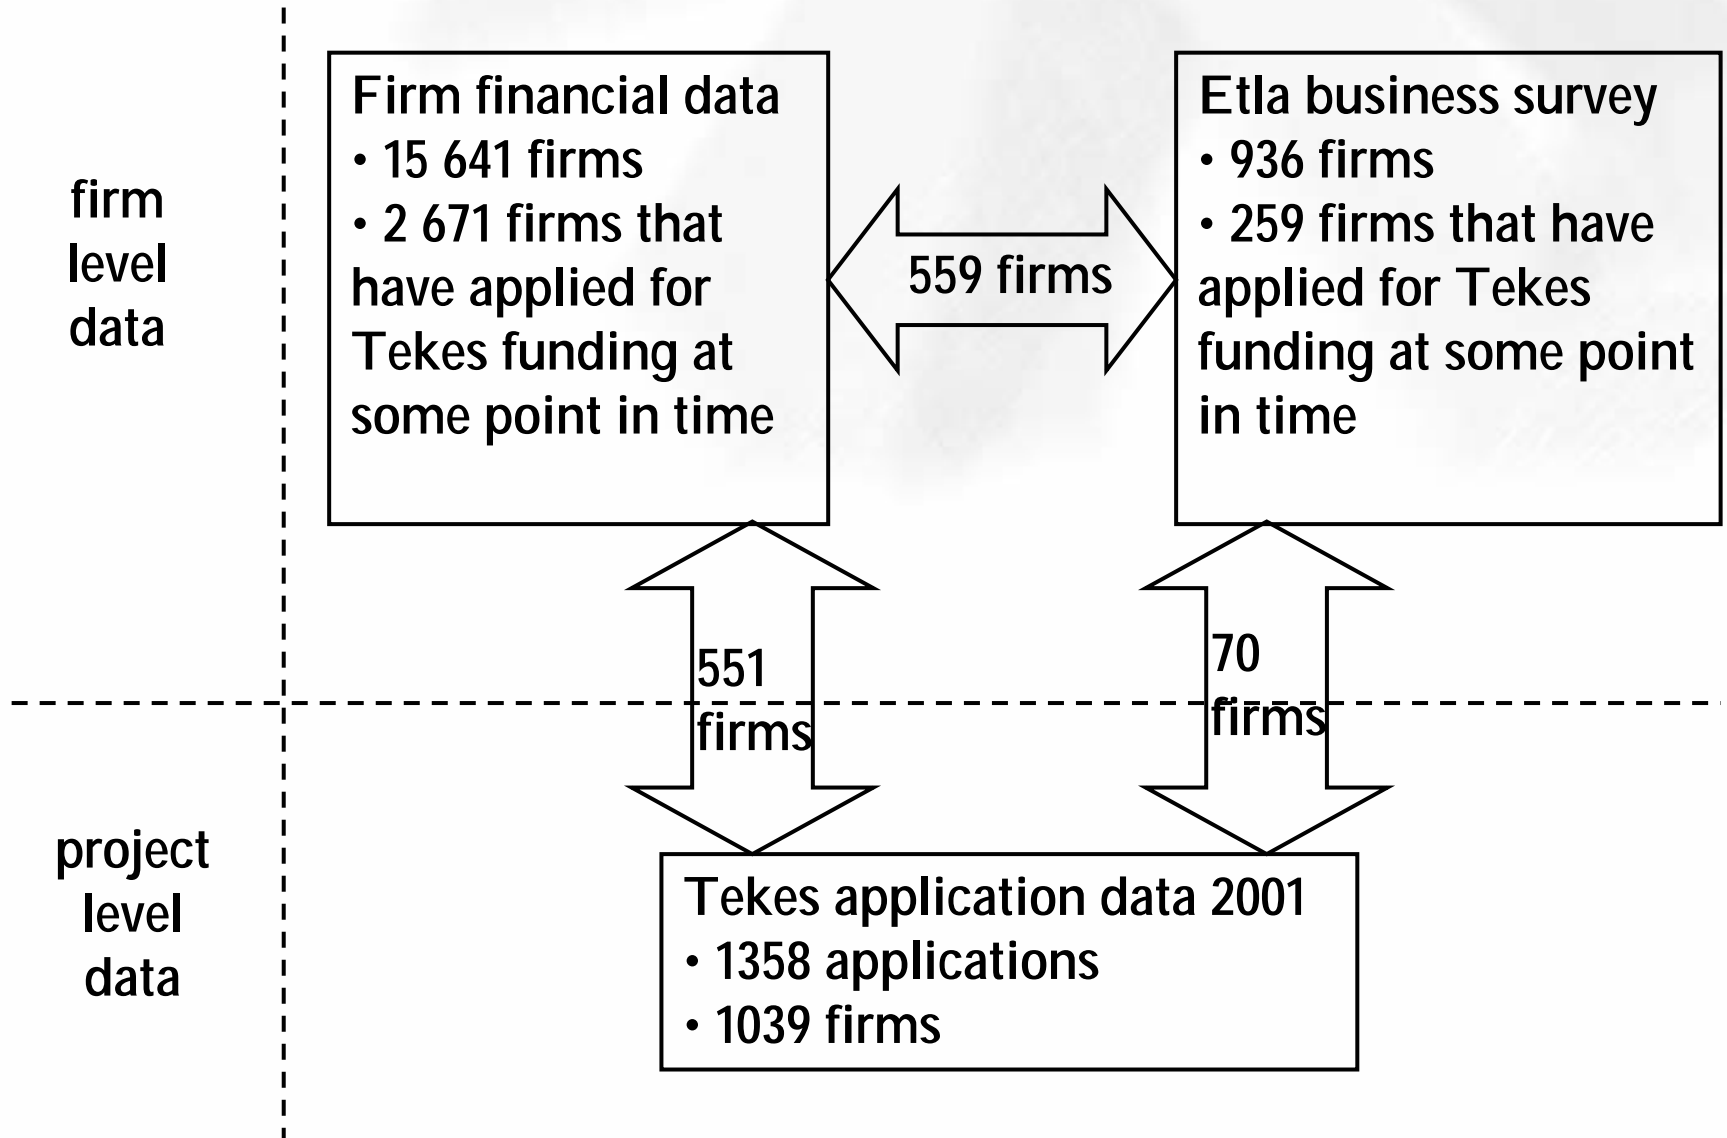 firm
level
data
Firm financial data
• 15 641 firms
• 2 671 firms that
have applied for
Tekes funding at
some point in time
559 firms
Etla business survey
• 936 firms
• 259 firms that have
applied for Tekes
funding at some point
in time
551
firms
70
firms
project
level
data
Tekes application data 2001
• 1358 applications
• 1039 firms